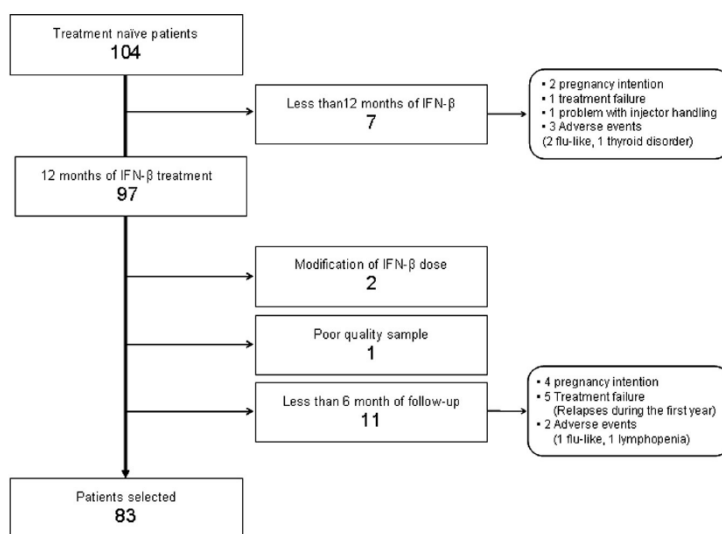 Treatment naïve patients
104
Less than12 months of IFN-β
7
▪ 2 pregnancy intention
▪ 1 treatment failure
▪ 1 problem with injector handling
▪ 3 Adverse events
(2 flu-like, 1 thyroid disorder)
12 months of IFN-β treatment
97
Modification of IFN-β dose
2
Poor quality sample
1
Less than 6 month of follow-up
11
▪ 4 pregnancy intention
▪ 5 Treatment failure
(Relapses during the first year)
▪ 2 Adverse events
(1 flu-like, 1 lymphopenia)
Patients selected
83